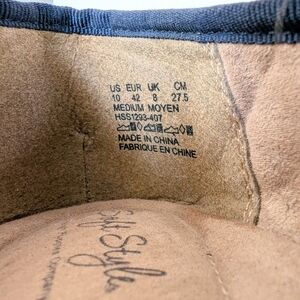 US EUR UK CM
10 42 8 27.5
MEDIUM MOYEN
HSS1293-407
MADE IN CHINA
FABRIQUE EN CHINE
Style